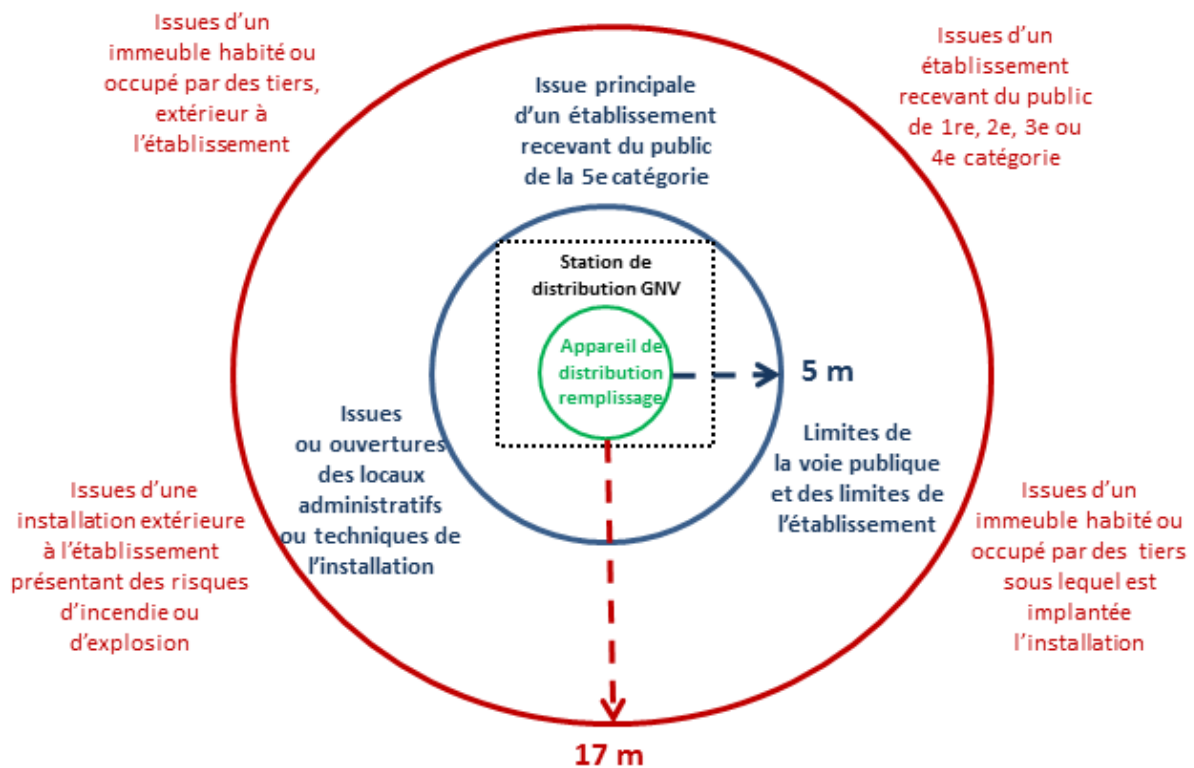 Issues d’un
immeuble habité ou
occupé par des tiers,
extérieur à
l’établissement
Issue principale
d’un établissement
recevant du public
de la 5e catégorie
Issues d’un
établissement
recevant du public
de 1re, 2e, 3e ou
4e catégorie
Station de
distribution GNV
Appareil de
distribution
remplissage
5 m
Issues
ou ouvertures
des locaux
administratifs
ou techniques de
l’installation
Limites de
la voie publique
et des limites de
l’établissement
Issues d’une
installation extérieure
à l’établissement
présentant des risques
d’incendie ou
d’explosion
Issues d’un
immeuble habité ou
occupé par des tiers
sous lequel est
implantée
l’installation
17 m